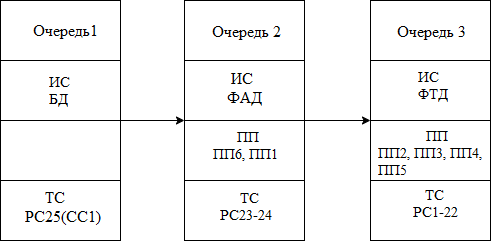 Очередь1
ИС
БД
ТС
РС25(СС1)
Очередь 2
ИС
ФАД
ПП
ПП6, ПП1
ТС
РС23-24
Очередь 3
ИС
ФТД
ПП
ПП2, ПП3, ПП4,
ПП5
ТС
РС1-22